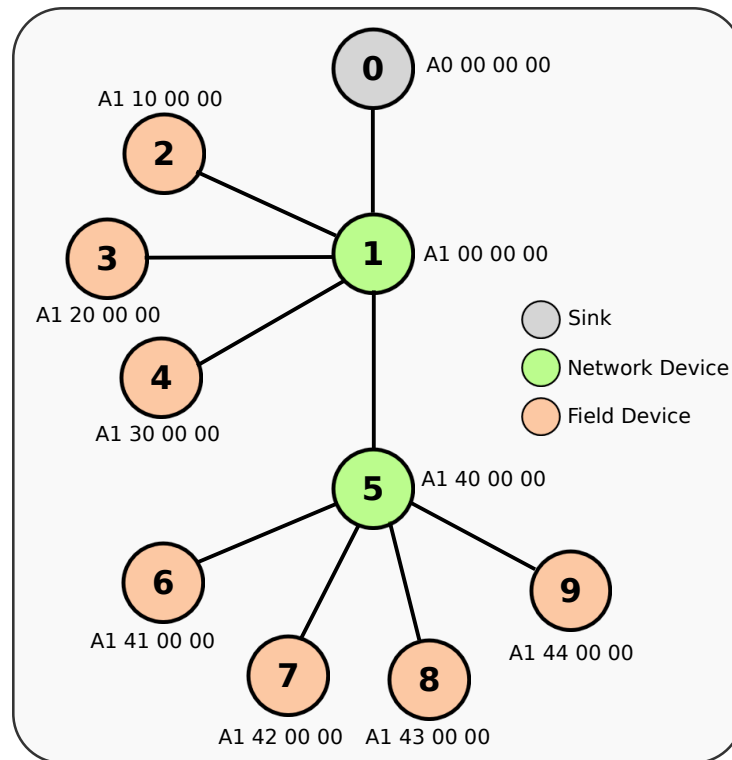 0
A0 00 00 00
A1 10 00 00
2
3
A1 20 00 00
1
A1 00 00 00
4
A1 30 00 00
Sink
Network Device
Field Device
5
A1 40 00 00
6
A1 41 00 00
7
A1 42 00 00
8
A1 43 00 00
9
A1 44 00 00